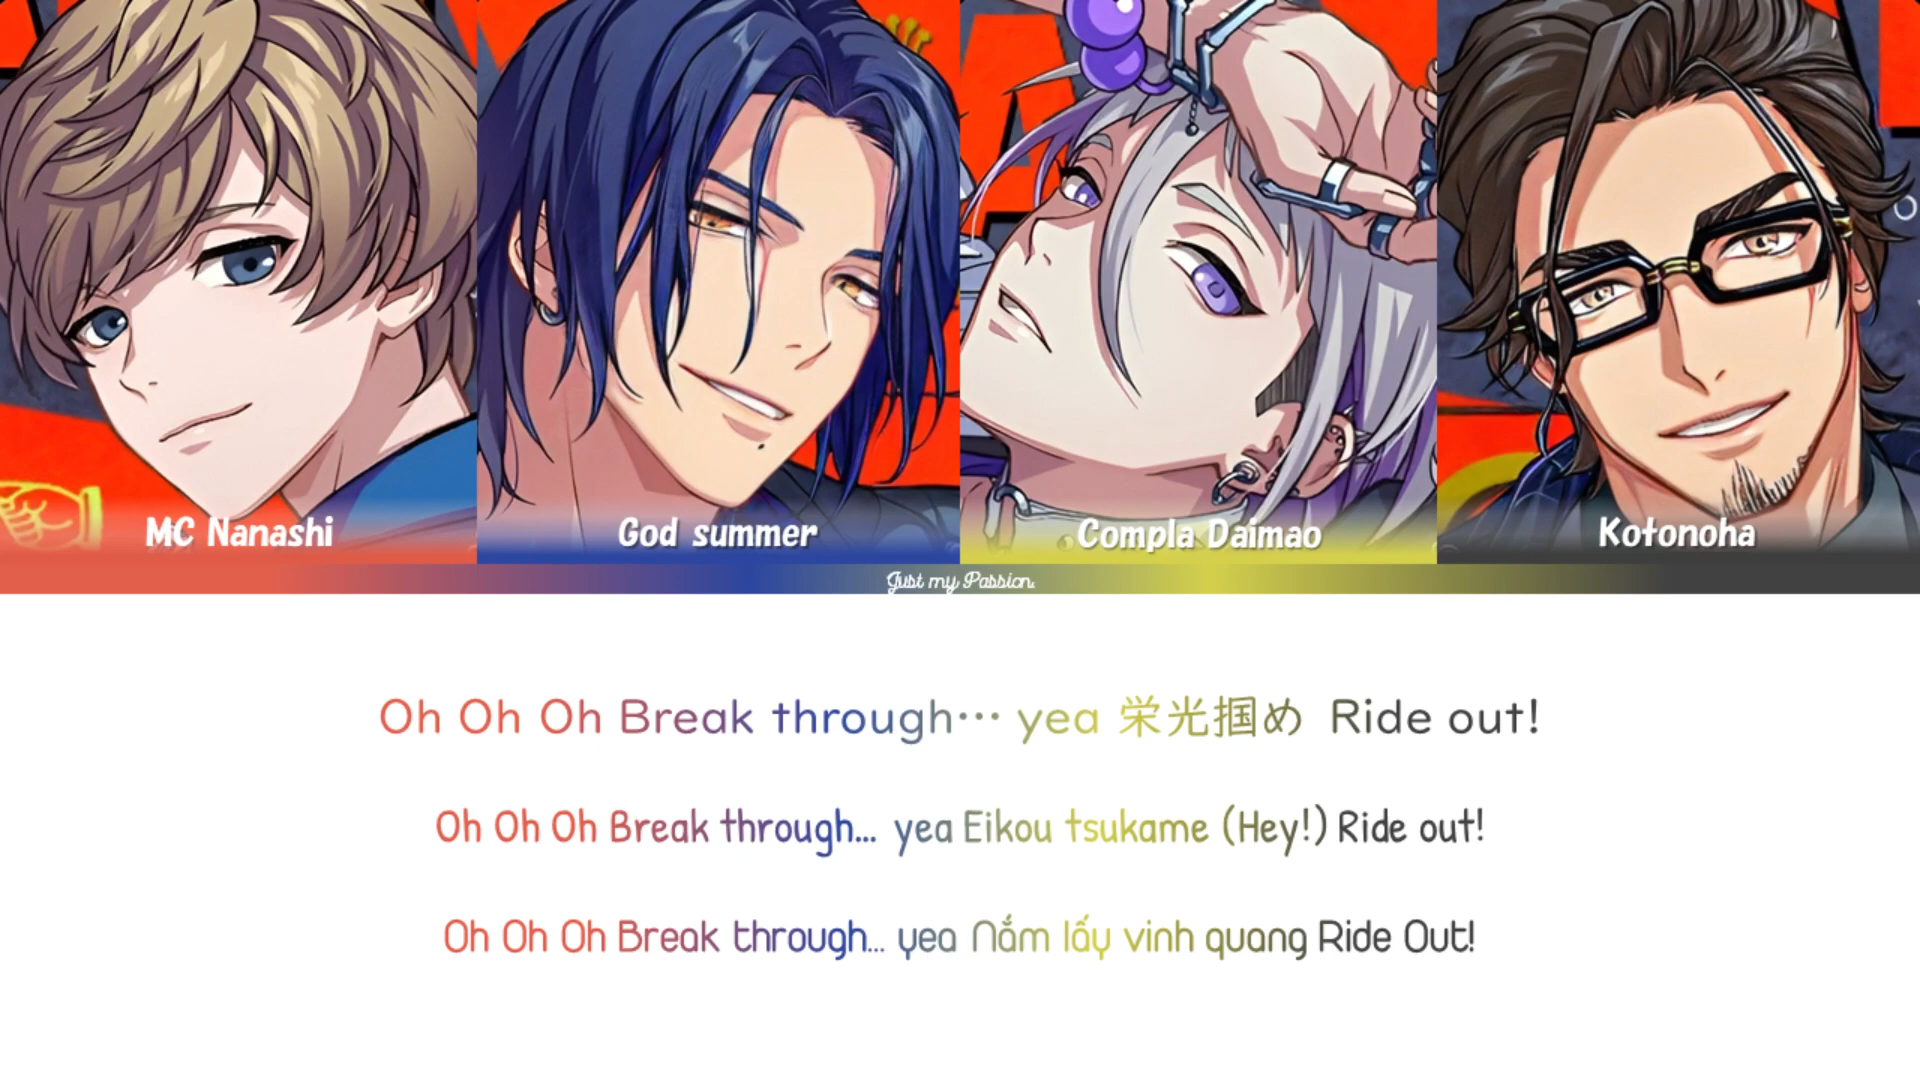 MC Nanashi
God summer
Compla Daimao
Kotonoha
Just my Passion.
Oh Oh Oh Break through… yea 栄光掴め Ride out!
Oh Oh Oh Break through... yea Eikou tsukame (Hey!) Ride out!
Oh Oh Oh Break through... yea Nắm lấy vinh quang Ride Out!